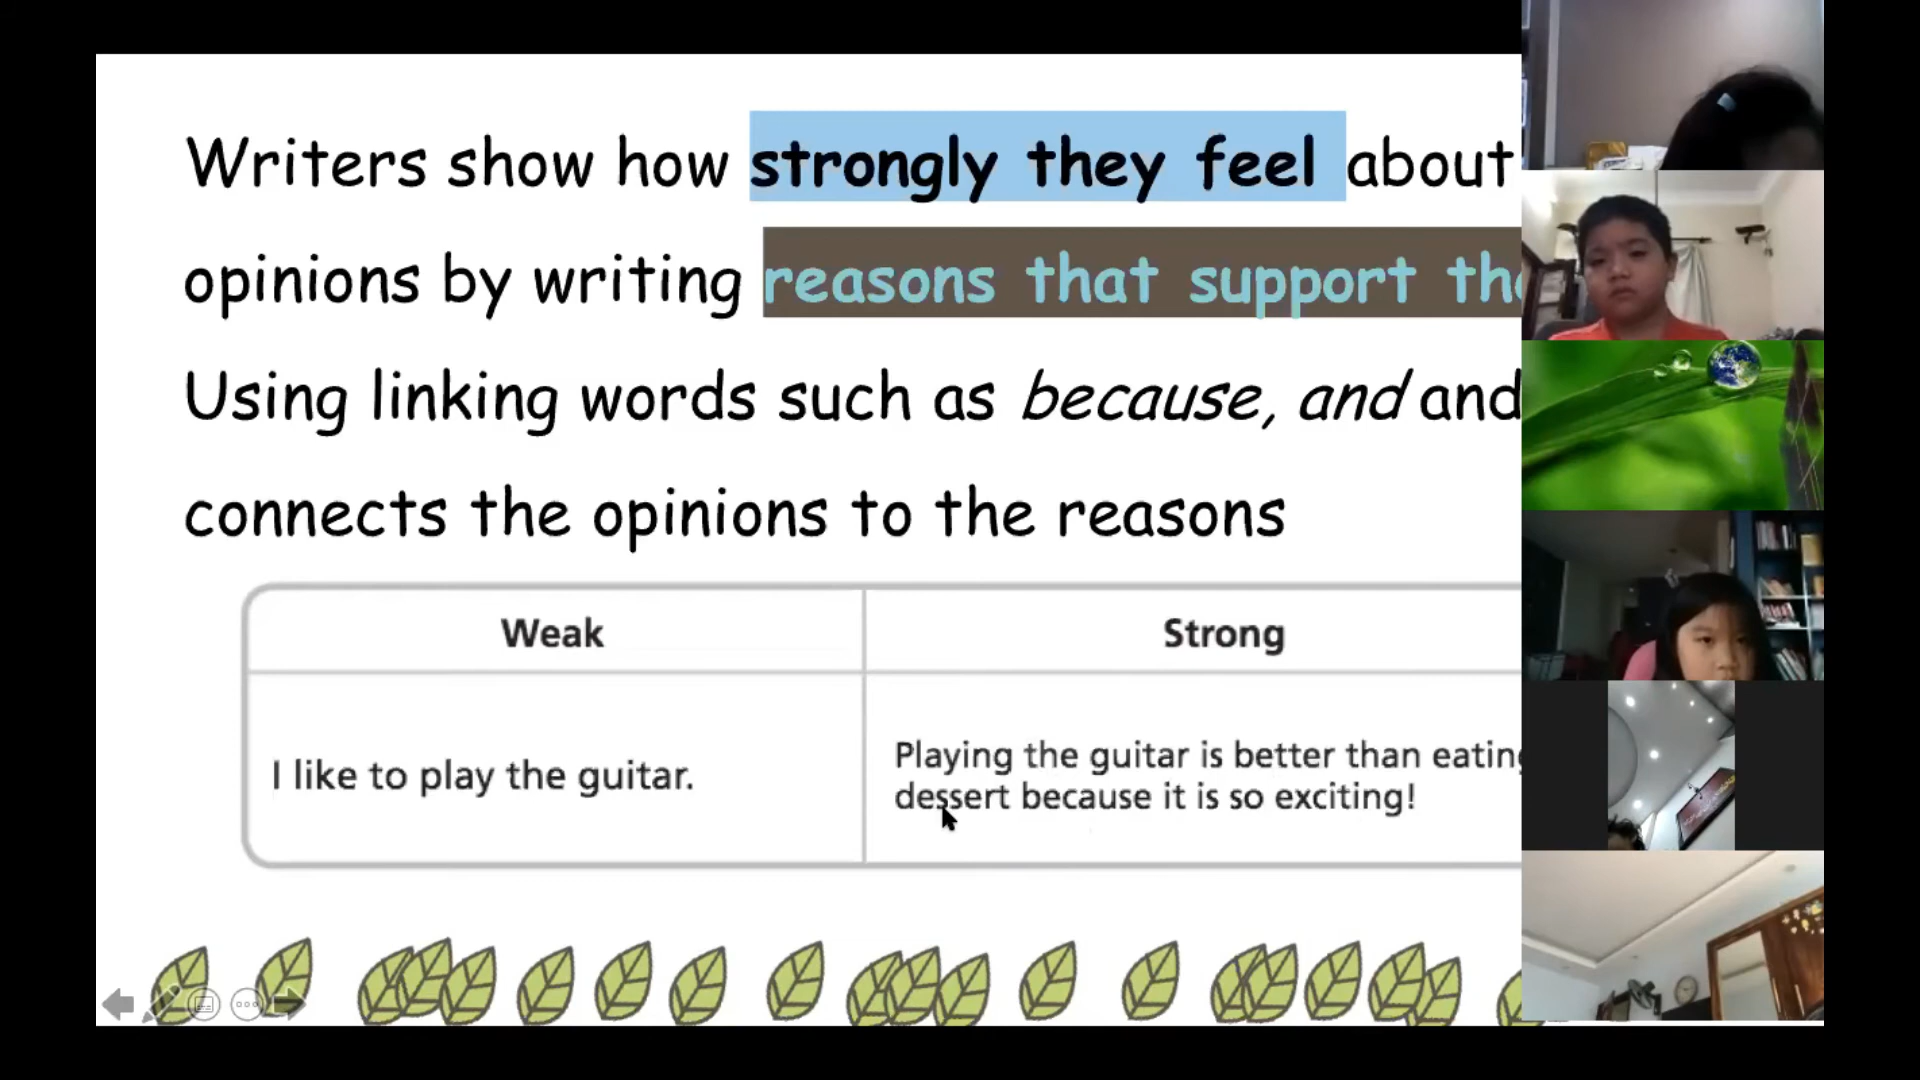 Writers show how strongly they feel about
opinions by writing reasons that support
Using linking words such as because, and and
connects the opinions to the reasons
Weak
Strong
I like to play the guitar.
Playing the guitar is better than eating
dessert because it is so exciting!